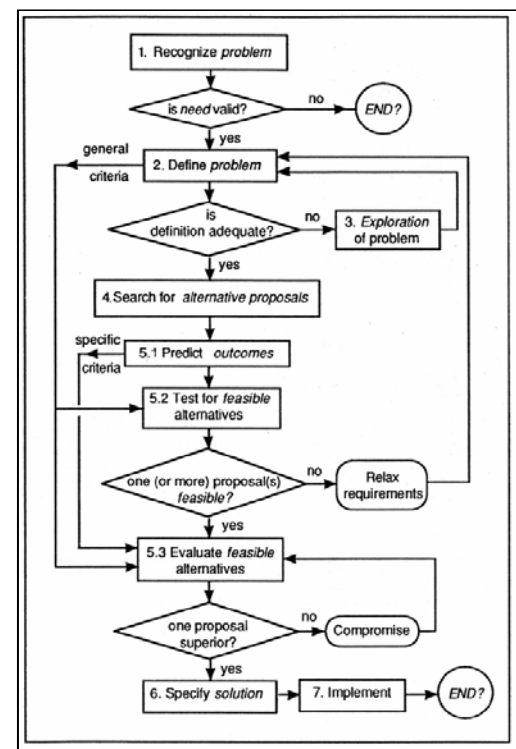 1. Recognize problem
is need valid?
no
END?
yes
general
criteria
2. Define problem
is
definition adequate?
no
3. Exploration
of problem
yes
4.Search for alternative proposals
specific
criteria
5.1 Predict outcomes
5.2 Test for feasible
alternatives
one (or more) proposal(s)
feasible?
no
Relax
requirements
yes
5.3 Evaluate feasible
alternatives
one proposal
superior?
no
Compromise
yes
6. Specify solution
7. Implement
END?